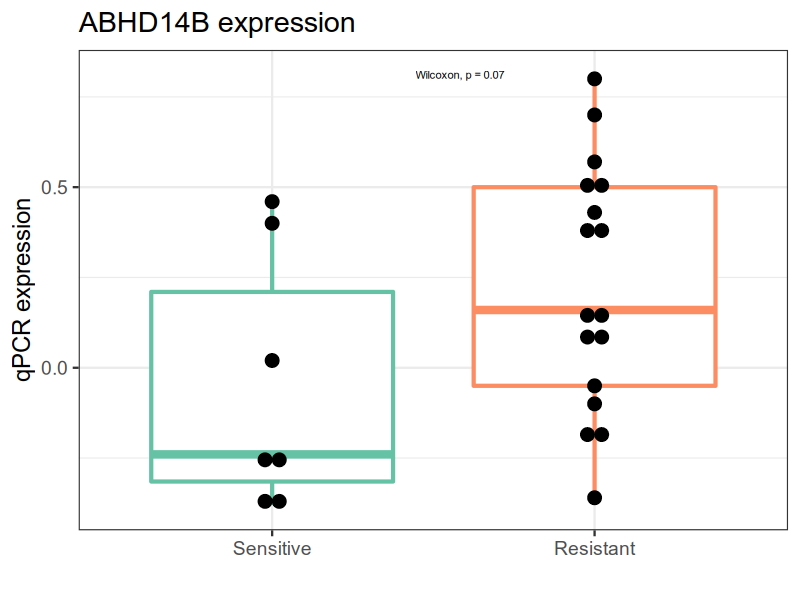 ABHD14B expression
Wilcoxon, p = 0.07
0.5
0.0
qPCR expression
Sensitive
Resistant